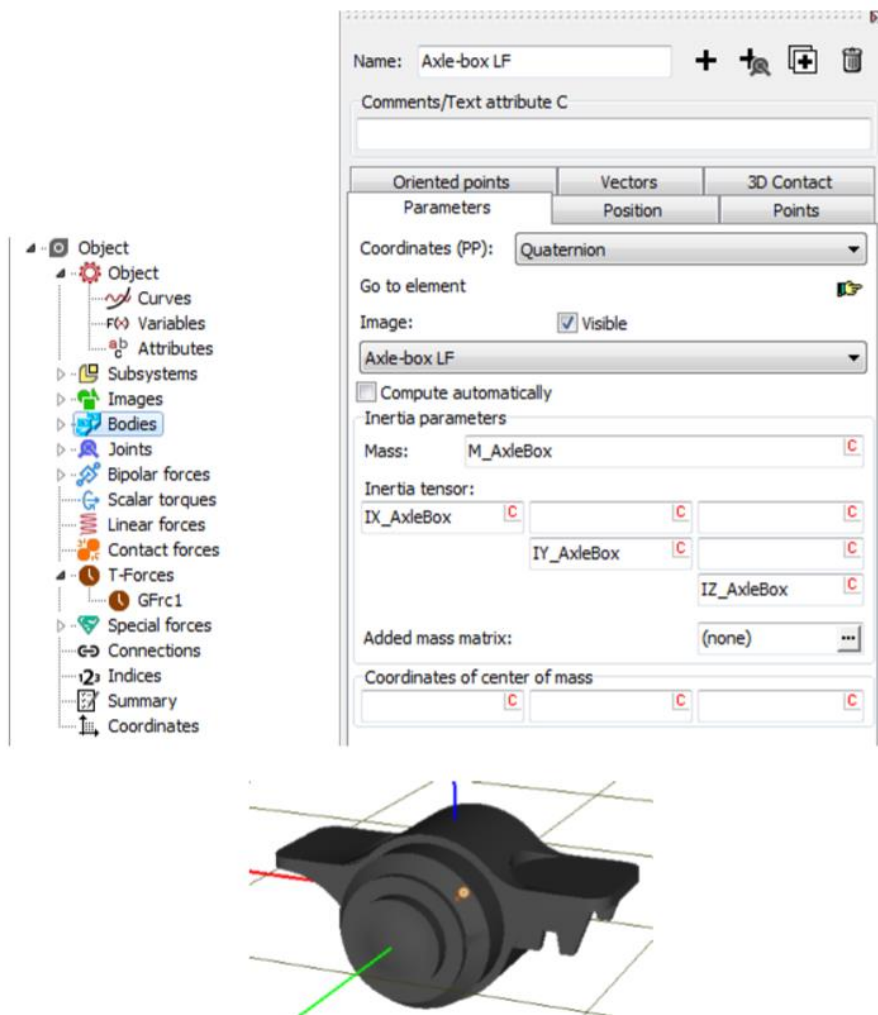 Name: Axle-box LF
Comments/Text attribute C
Oriented points Vectors 3D Contact
Parameters Position Points
Coordinates (PP): Quaternion
Go to element
Image: Visible
Axle-box LF
Compute automatically
Inertia parameters
Mass: M_AxleBox C
Inertia tensor:
IX_AxleBox C C C
IY_AxleBox C C
IZ_AxleBox C
Added mass matrix: (none) ...
Coordinates of center of mass
C C C
Object
Object
Curves
F(x) Variables
a b c Attributes
Subsystems
Images
Bodies
Joints
Bipolar forces
Scalar torques
Linear forces
Contact forces
T-Forces
GFrc1
Special forces
Connections
123 Indices
Summary
Coordinates